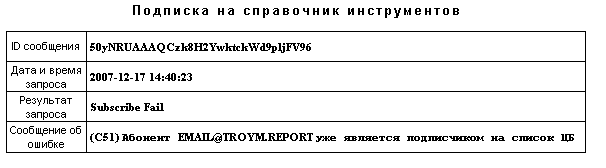 Подписка на справочник инструментов
ID сообщения 50yNRUAAAQCzk8H2YwktckWd9pljFV96
Дата и время запроса 2007-12-17 14:40:23
Результат запроса Subscribe Fail
Сообщение об ошибке (C51) Абонент EMAIL@TROYM.REPORT уже является подписчиком на список ЦБ